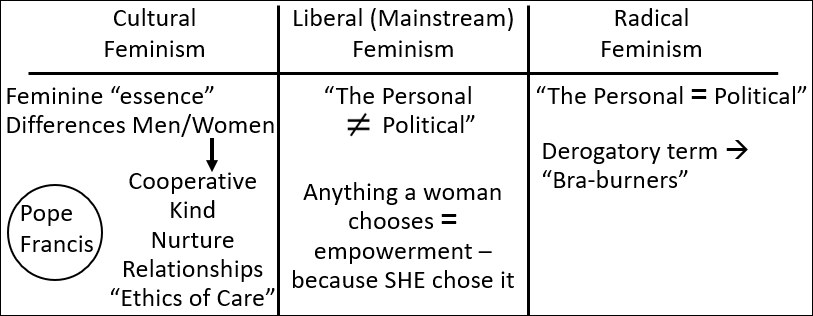 Cultural
Feminism
Liberal (Mainstream)
Feminism
Radical
Feminism
Feminine “essence”
Differences Men/Women
Cooperative
Kind
Nurture
Relationships
“Ethics of Care”
Pope
Francis
“The Personal
≠ Political”
Anything a woman
chooses =
empowerment –
because SHE chose it
“The Personal = Political”
Derogatory term →
“Bra-burners”